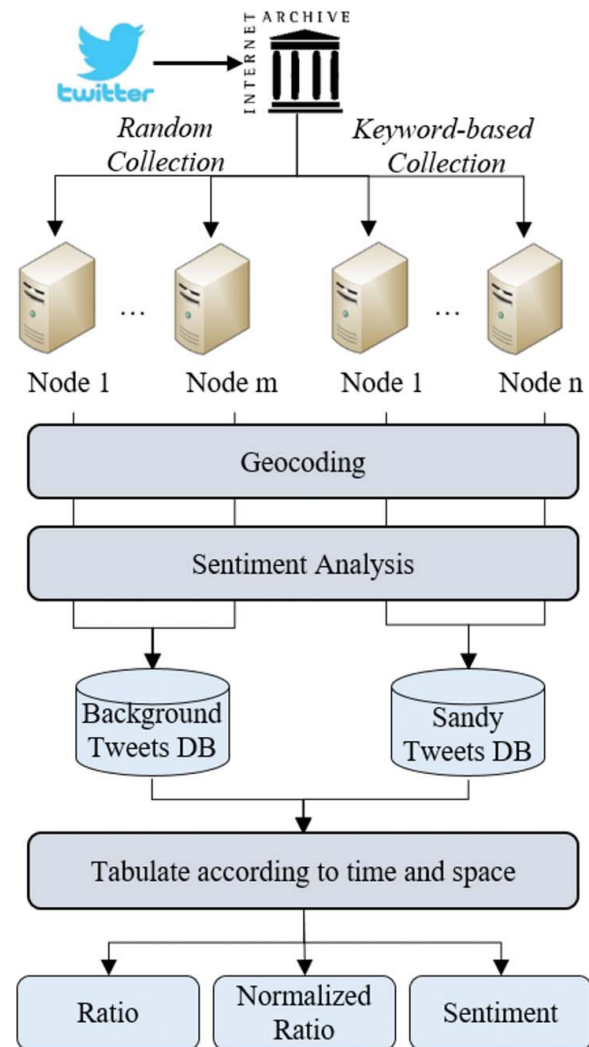 INTERNET
ARCHIVE
twitter
Random
Collection
Keyword-based
Collection
...
...
Node 1
Node m
Node 1
Node n
Geocoding
Sentiment Analysis
Background
Tweets DB
Sandy
Tweets DB
Tabulate according to time and space
Ratio
Normalized
Ratio
Sentiment